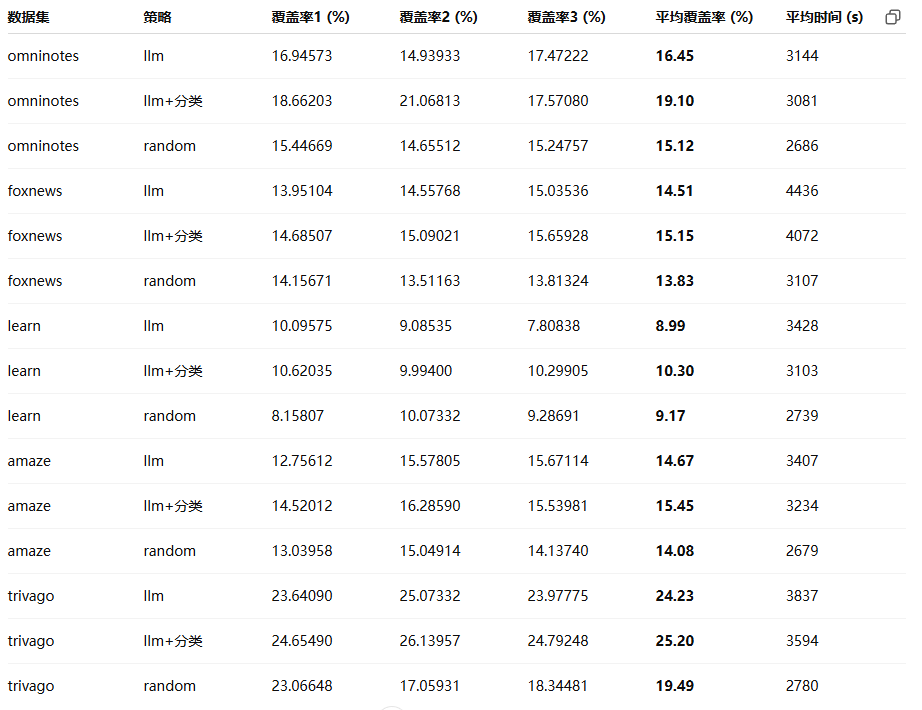 数据集 策略 覆盖率1 (%) 覆盖率2 (%) 覆盖率3 (%) 平均覆盖率 (%) 平均时间 (s)
omninotes llm 16.94573 14.93933 17.47222 16.45 3144
omninotes llm+分类 18.66203 21.06813 17.57080 19.10 3081
omninotes random 15.44669 14.65512 15.24757 15.12 2686
foxnews llm 13.95104 14.55768 15.03536 14.51 4436
foxnews llm+分类 14.68507 15.09021 15.65928 15.15 4072
foxnews random 14.15671 13.51163 13.81324 13.83 3107
learn llm 10.09575 9.08535 7.80838 8.99 3428
learn llm+分类 10.62035 9.99400 10.29905 10.30 3103
learn random 8.15807 10.07332 9.28691 9.17 2739
amaze llm 12.75612 15.57805 15.67114 14.67 3407
amaze llm+分类 14.52012 16.28590 15.53981 15.45 3234
amaze random 13.03958 15.04914 14.13740 14.08 2679
trivago llm 23.64090 25.07332 23.97775 24.23 3837
trivago llm+分类 24.65490 26.13957 24.79248 25.20 3594
trivago random 23.06648 17.05931 18.34481 19.49 2780